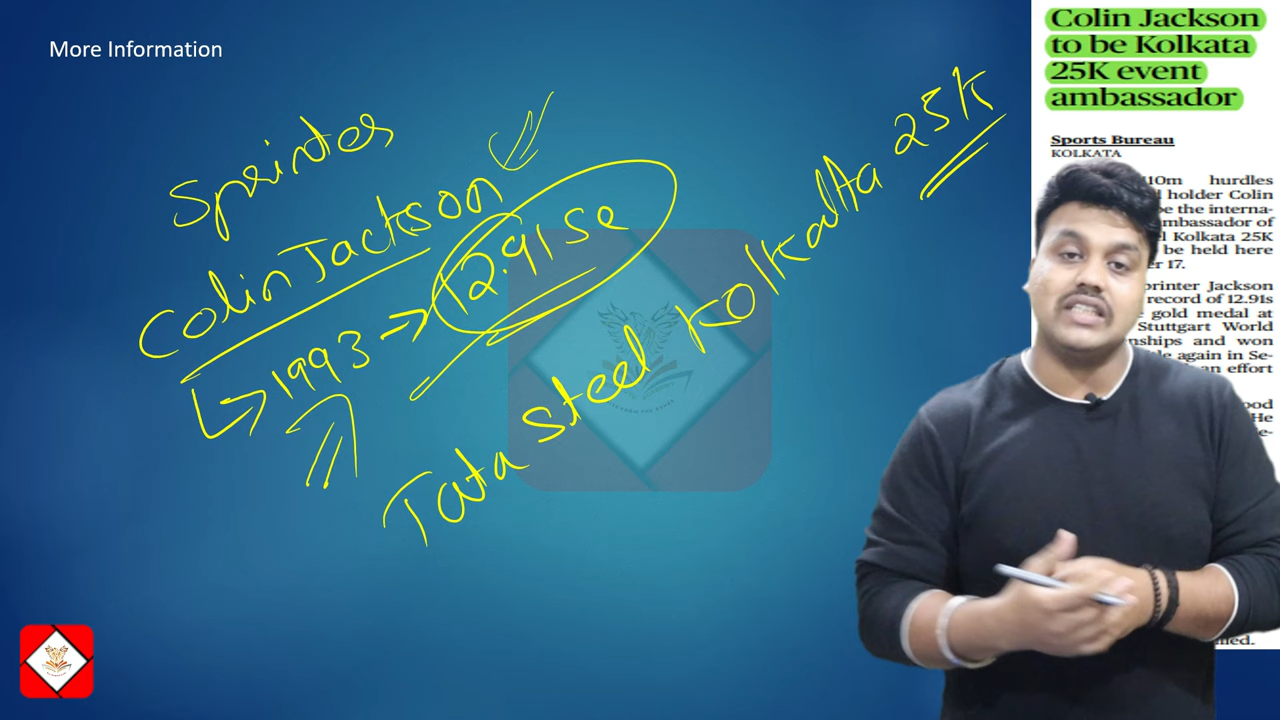 More Information
Sprinter
Colin Jackson
1993 → 12.91 se
Tata steel Kolkatta 25K
Colin Jackson
to be Kolkata
25K event
ambassador
Sports Bureau
KOLKATA
10m hurdles
holder Colin
be the interna-
mbassador of
el Kolkata 25K
be held here
er 17.
printer Jackson
record of 12.91s
gold medal at
Stuttgart World
nships and won
again in Se-
an effort
ood
He